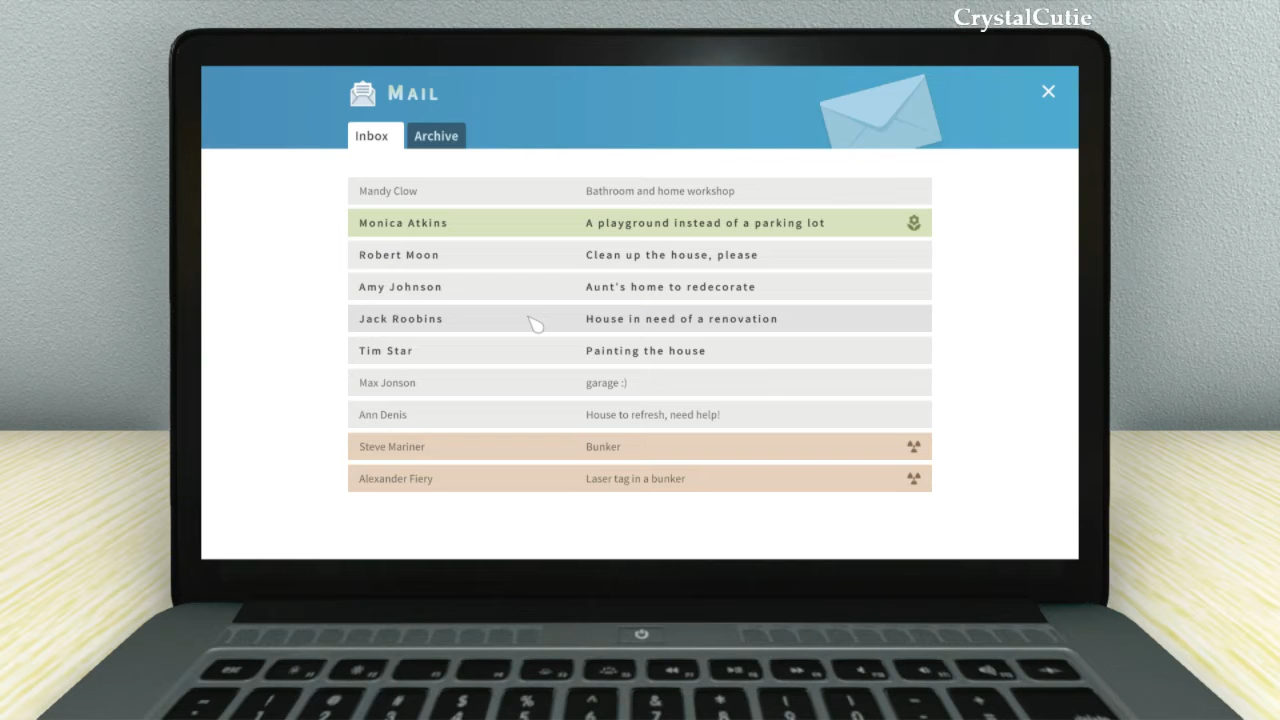 CrystalCutie
MAIL
Inbox Archive
Mandy Clow Bathroom and home workshop
Monica Atkins A playground instead of a parking lot
Robert Moon Clean up the house, please
Amy Johnson Aunt's home to redecorate
Jack Roobins House in need of a renovation
Tim Star Painting the house
Max Jonson garage :)
Ann Denis House to refresh, need help!
Steve Mariner Bunker
Alexander Fiery Laser tag in a bunker